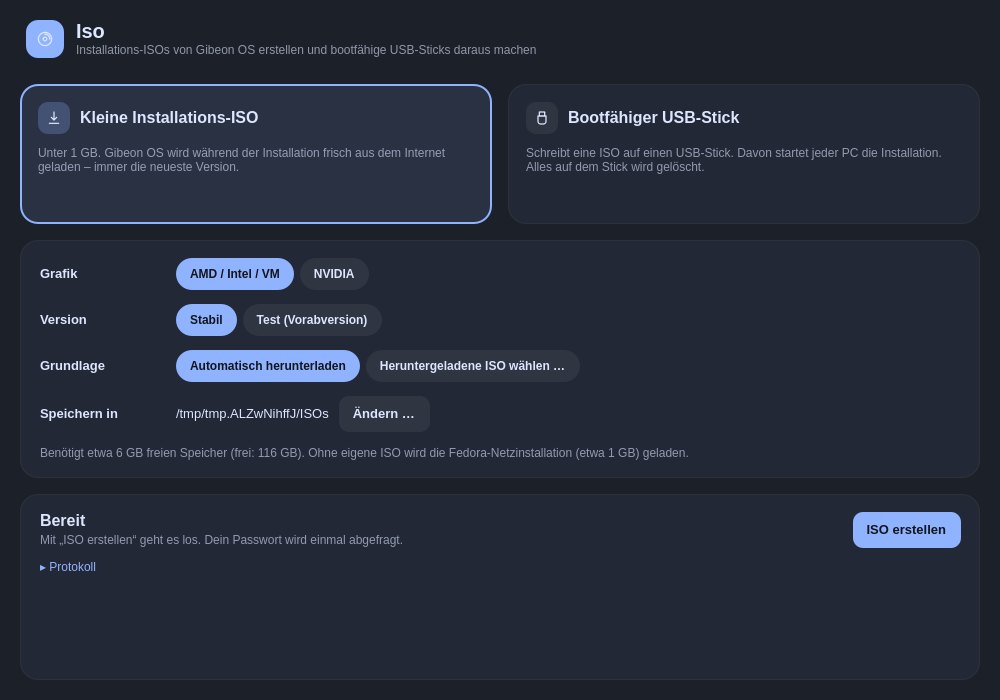 Iso
Installations-ISOs von Gibeon OS erstellen und bootfähige USB-Sticks daraus machen
Kleine Installations-ISO
Unter 1 GB. Gibeon OS wird während der Installation frisch aus dem Internet
geladen – immer die neueste Version.
Bootfähiger USB-Stick
Schreibt eine ISO auf einen USB-Stick. Davon startet jeder PC die Installation.
Alles auf dem Stick wird gelöscht.
Grafik
AMD / Intel / VM
NVIDIA
Version
Stabil
Test (Vorabversion)
Grundlage
Automatisch herunterladen
Heruntergeladene ISO wählen …
Speichern in
/tmp/tmp.ALZwNihffJ/ISOs
Ändern …
Benötigt etwa 6 GB freien Speicher (frei: 116 GB). Ohne eigene ISO wird die Fedora-Netzinstallation (etwa 1 GB) geladen.
Bereit
Mit „ISO erstellen“ geht es los. Dein Passwort wird einmal abgefragt.
ISO erstellen
▸ Protokoll